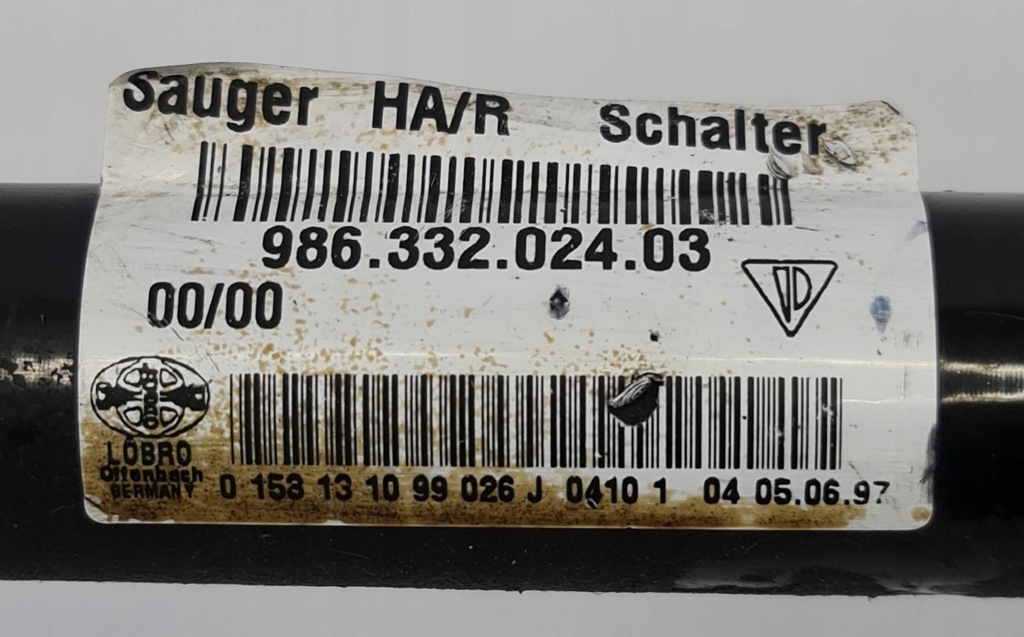 Sauger HA/R Schalter
986.332.024.03
00/00
LÖBRO
Offenbach
GERMANY
0 153 13 10 99 026 J 0410 1 04 05.06.97